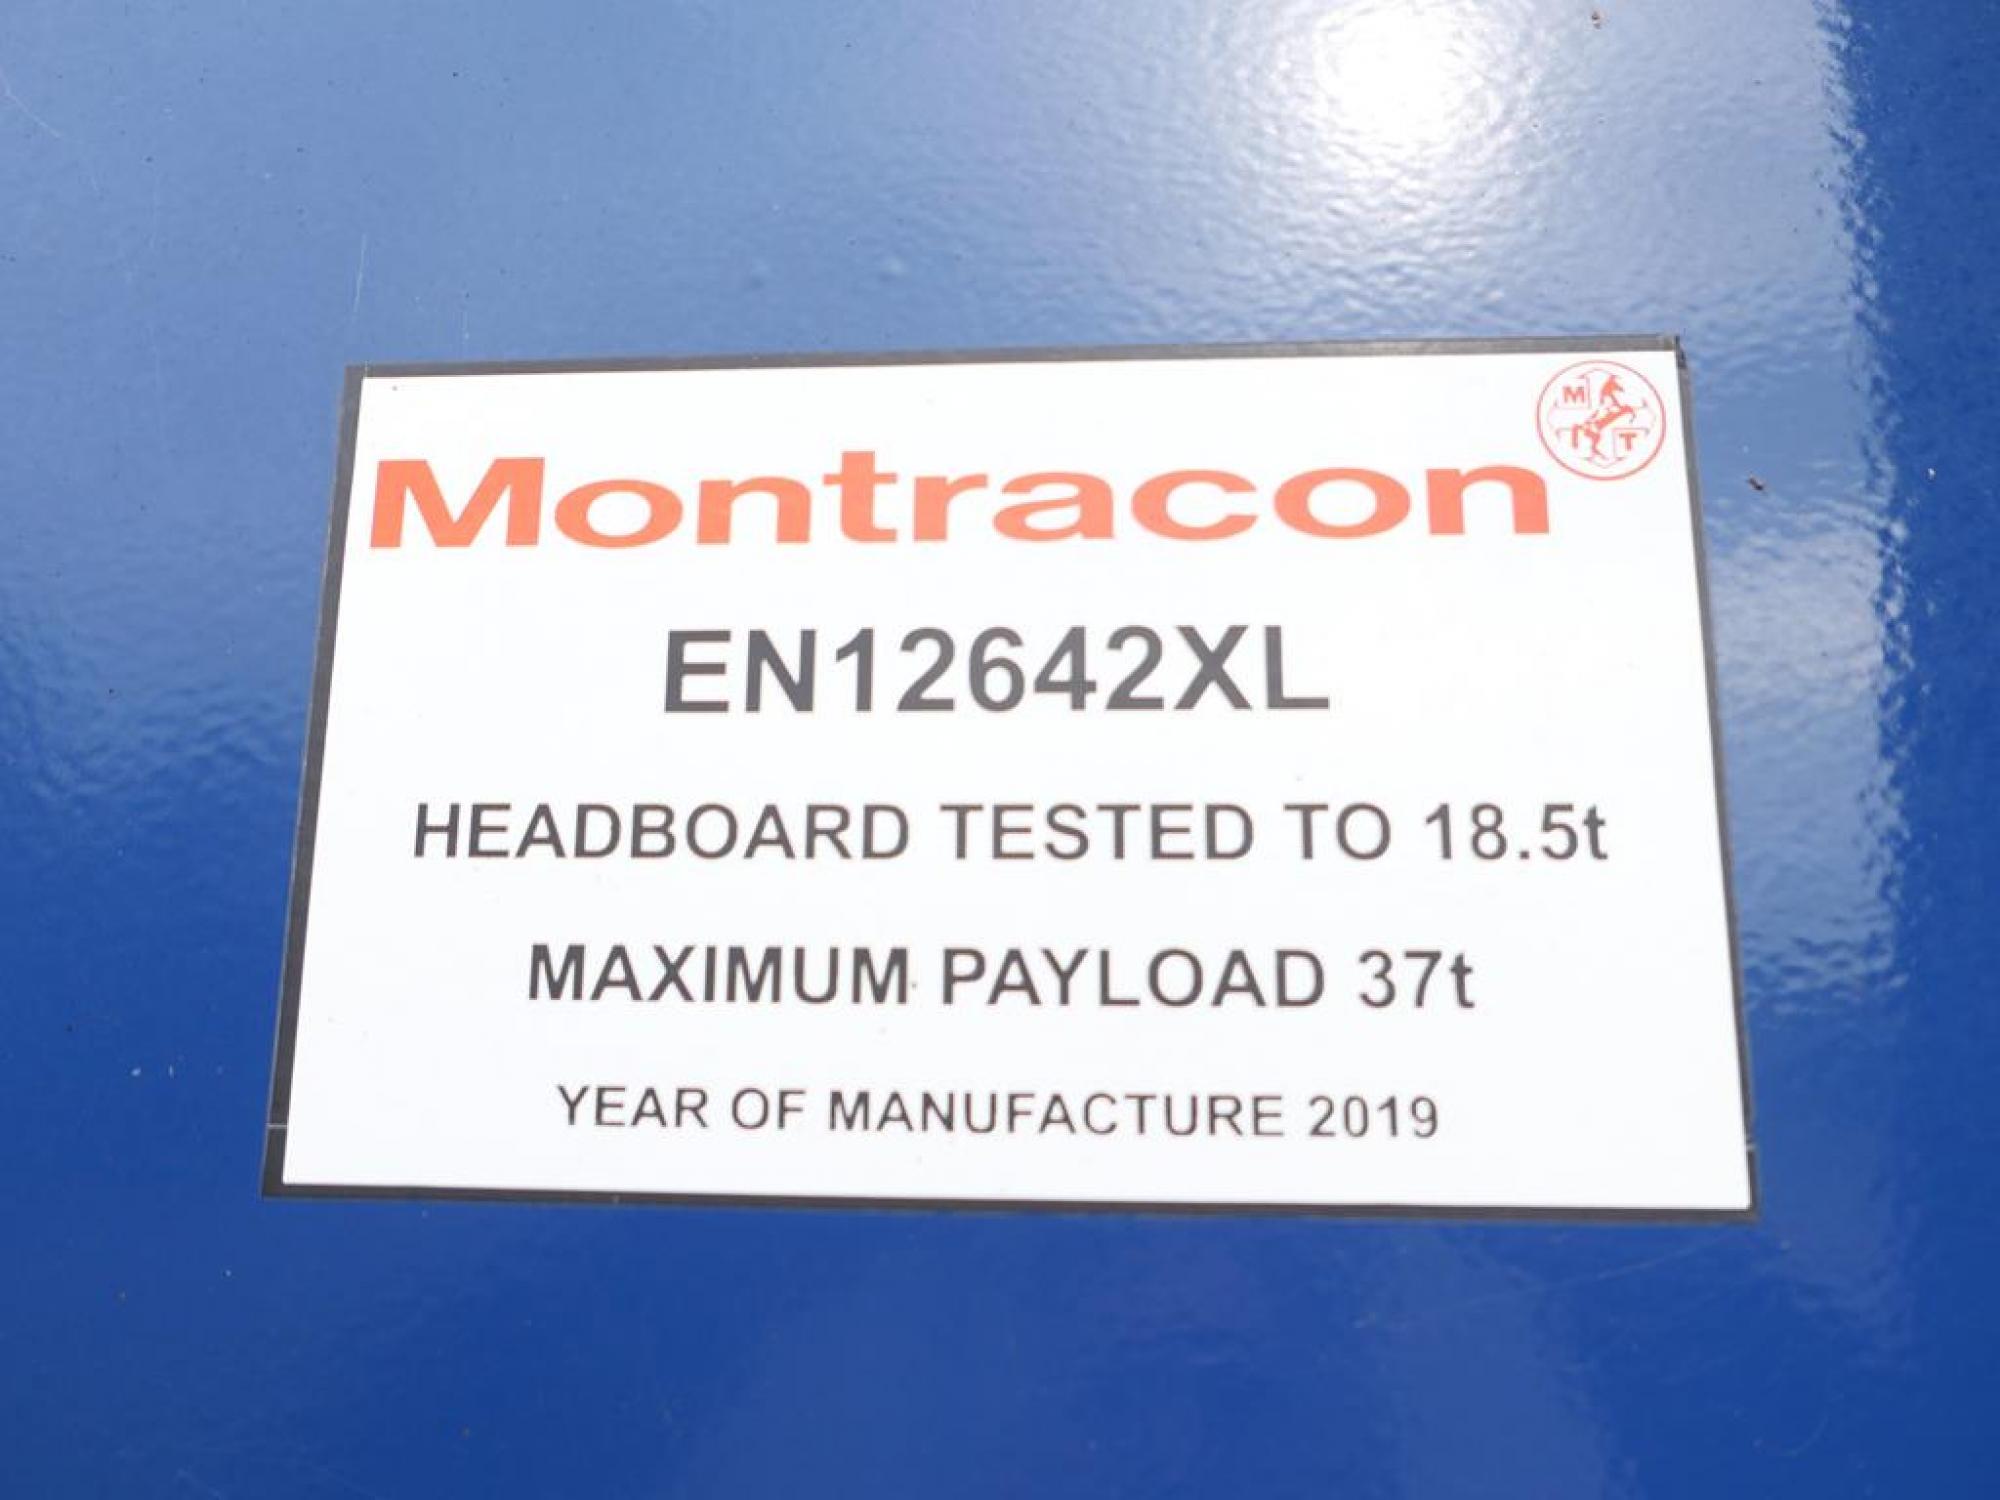 Montracon
M
T
EN12642XL
HEADBOARD TESTED TO 18.5t
MAXIMUM PAYLOAD 37t
YEAR OF MANUFACTURE 2019